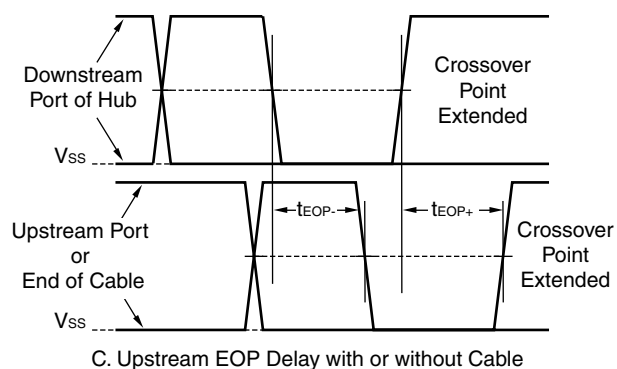 Downstream
Port of Hub
Crossover
Point
Extended
VSS
tEOP-
tEOP+
Upstream Port
or
End of Cable
Crossover
Point
Extended
VSS
C. Upstream EOP Delay with or without Cable